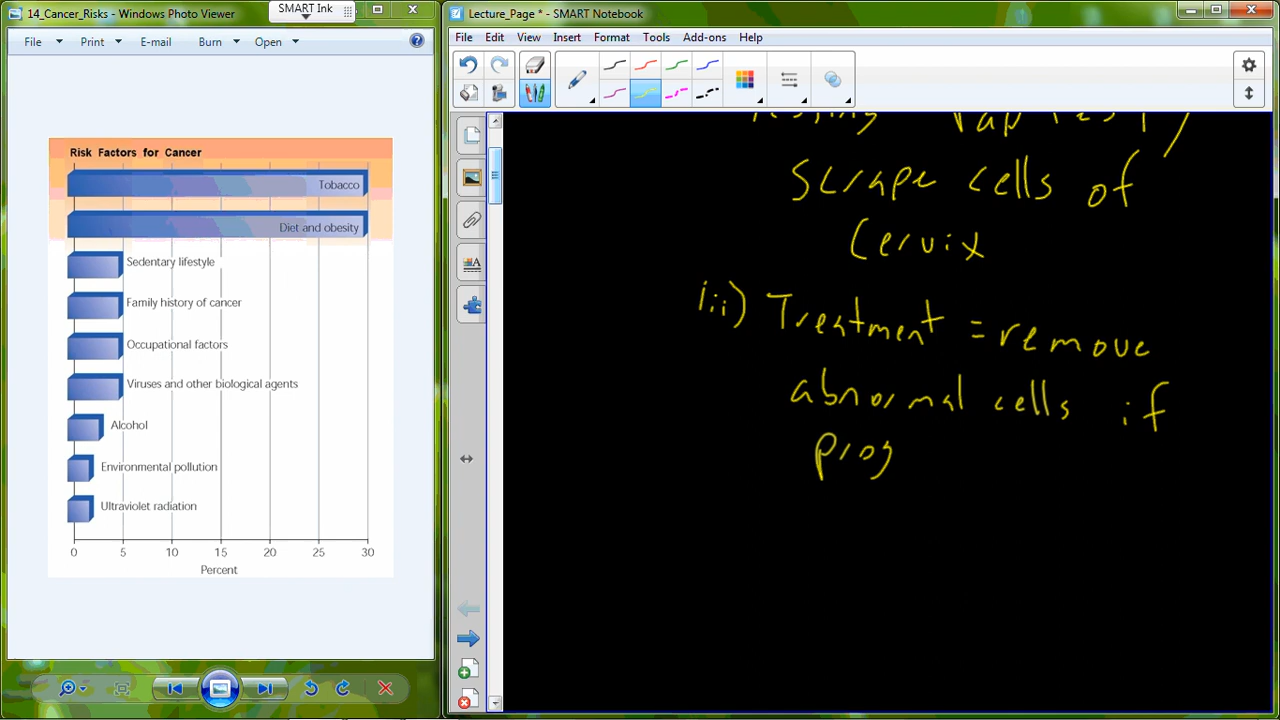 14_Cancer_Risks - Windows Photo Viewer
SMART Ink
File Print E-mail Burn Open
Risk Factors for Cancer
Tobacco
Diet and obesity
Sedentary lifestyle
Family history of cancer
Occupational factors
Viruses and other biological agents
Alcohol
Environmental pollution
Ultraviolet radiation
0 5 10 15 20 25 30
Percent
Lecture_Page * - SMART Notebook
File Edit View Insert Format Tools Add-ons Help
Testing
Scrape cells of
Cervix
iii) Treatment = remove
abnormal cells if
prog